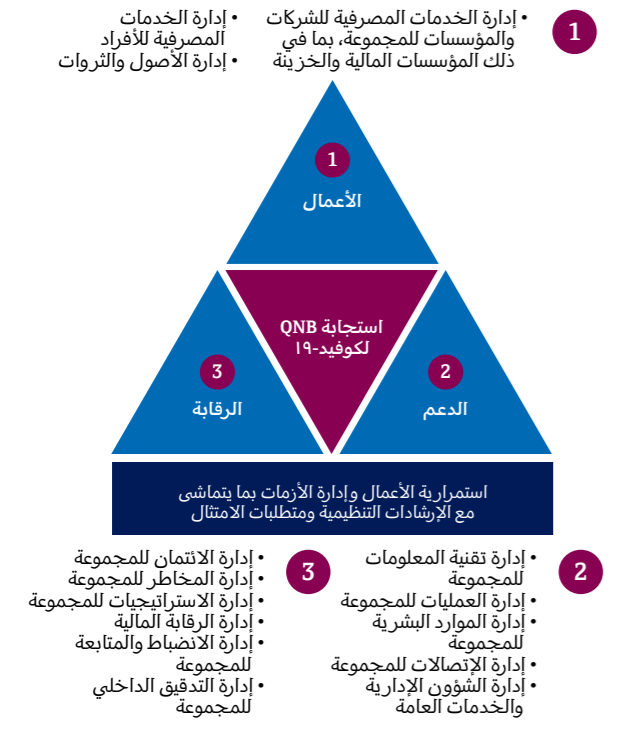 1
• إدارة الخدمات المصرفية للشركات
والمؤسسات للمجموعة، بما في
ذلك المؤسسات المالية والخزينة
• إدارة الخدمات
المصرفية للأفراد
• إدارة الأصول والثروات
1
الأعمال
استجابة QNB
لكوفيد-١٩
2
الدعم
3
الرقابة
استمرارية الأعمال وإدارة الأزمات بما يتماشى
مع الإرشادات التنظيمية ومتطلبات الامتثال
2
• إدارة تقنية المعلومات
للمجموعة
• إدارة العمليات للمجموعة
• إدارة الموارد البشرية
للمجموعة
• إدارة الإتصالات للمجموعة
• إدارة الشؤون الإدارية
والخدمات العامة
3
• إدارة الائتمان للمجموعة
• إدارة المخاطر للمجموعة
• إدارة الاستراتيجيات للمجموعة
• إدارة الرقابة المالية
• إدارة الانضباط والمتابعة
للمجموعة
• إدارة التدقيق الداخلي
للمجموعة